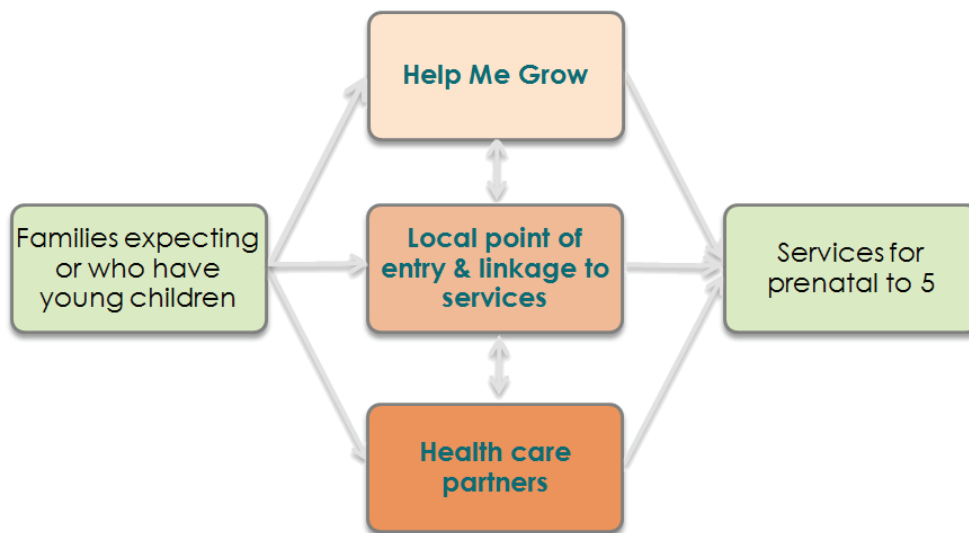 Help Me Grow
Families expecting
or who have
young children
Local point of
entry & linkage to
services
Services for
prenatal to 5
Health care
partners